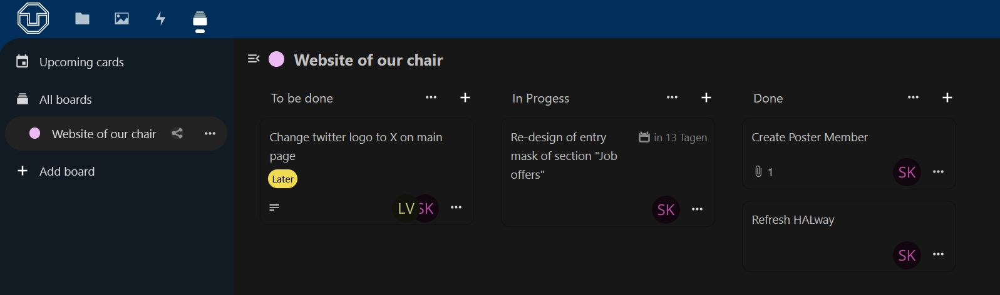 Upcoming cards
All boards
Website of our chair
Add board
Website of our chair
To be done
Change twitter logo to X on main
page
Later
LV
SK
In Progess
Re-design of entry
mask of section "Job
offers"
in 13 Tagen
SK
Done
Create Poster Member
1
SK
Refresh HALway
SK